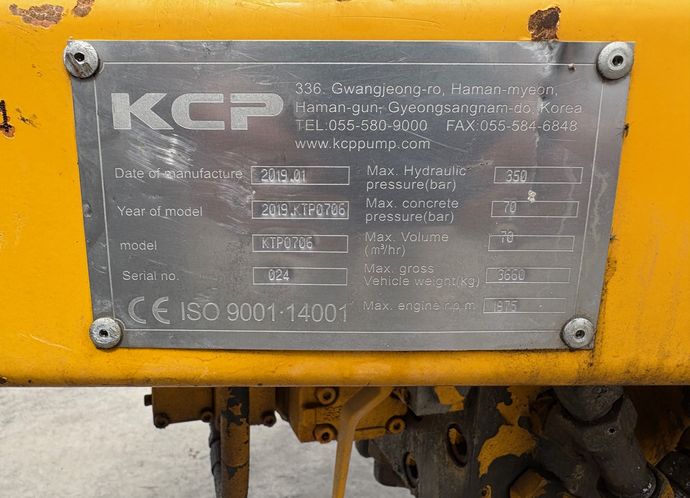 KCP
336. Gwangjeong-ro, Haman-myeon,
Haman-gun, Gyeongsangnam-do, Korea
TEL:055-580-9000 FAX:055-584-6848
www.kcppump.com
Date of manufacture 2019.01
Year of model 2019.KTP0706
model KTP0706
Serial no. 024
Max. Hydraulic
pressure(bar) 350
Max. concrete
pressure(bar) 70
Max. Volume
(m³/hr) 70
Max. gross
Vehicle weight(kg) 3660
Max. engine r.p.m 1975
CE ISO 9001·14001